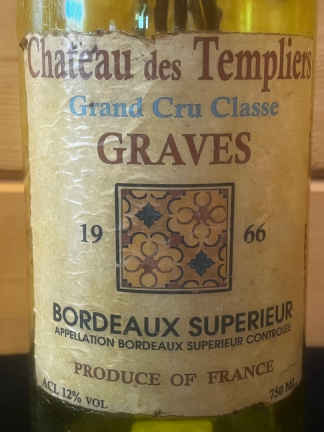 Chateau des Templiers
Grand Cru Classe
GRAVES
19 66
BORDEAUX SUPERIEUR
APPELLATION BORDEAUX SUPERIEUR CONTROLEE
PRODUCE OF FRANCE
ACL 12% VOL 750 ML